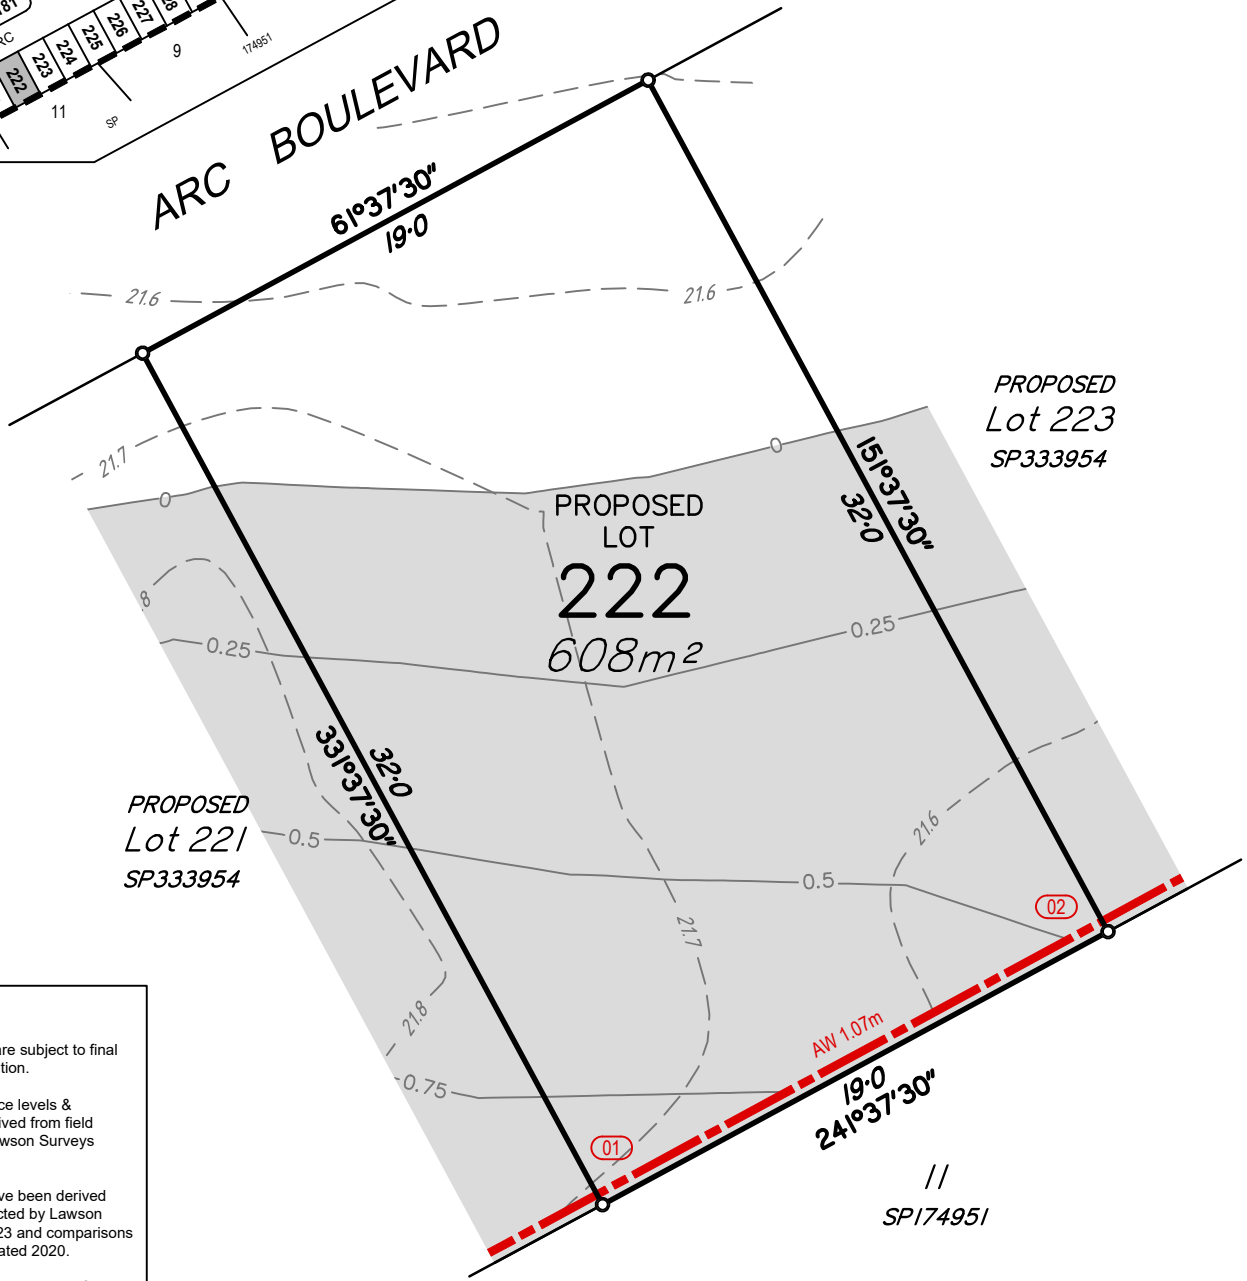 RC
222
223
224
225
226
227
9
11
SP
174951
ARC BOULEVARD
61°37'30"
19·0
21.6
21.6
PROPOSED
Lot 223
SP333954
21.7
0
0
151°37'30"
32·0
PROPOSED
LOT
222
608m²
8
0.25
0.25
331°37'30"
32·0
PROPOSED
Lot 221
SP333954
0.5
0.5
21.6
02
21.7
21.8
AW 1.07m
0.75
19·0
241°37'30"
01
11
SP174951
are subject to final
tion.
ce levels &
ived from field
wson Surveys
ve been derived
cted by Lawson
23 and comparisons
ated 2020.